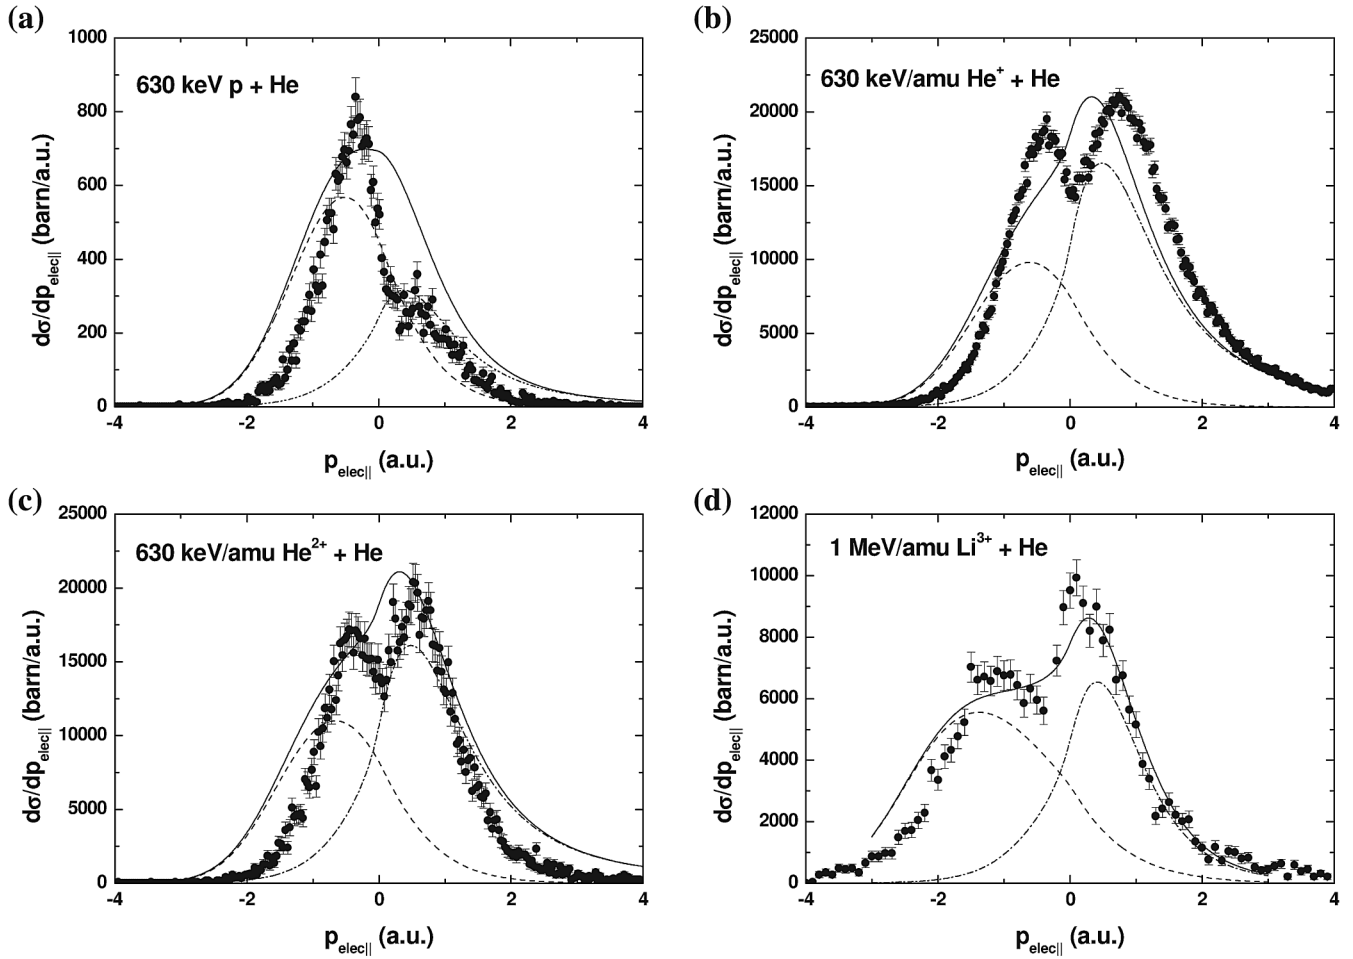 (a)
1000
800
600
400
200
0
dσ/dp_elec|| (barn/a.u.)
630 keV p + He
-4 -2 0 2 4
p_elec|| (a.u.)
(b)
25000
20000
15000
10000
5000
0
dσ/dp_elec|| (barn/a.u.)
630 keV/amu He⁺ + He
-4 -2 0 2 4
p_elec|| (a.u.)
(c)
25000
20000
15000
10000
5000
0
dσ/dp_elec|| (barn/a.u.)
630 keV/amu He²⁺ + He
-4 -2 0 2 4
p_elec|| (a.u.)
(d)
12000
10000
8000
6000
4000
2000
0
dσ/dp_elec|| (barn/a.u.)
1 MeV/amu Li³⁺ + He
-4 -2 0 2 4
p_elec|| (a.u.)